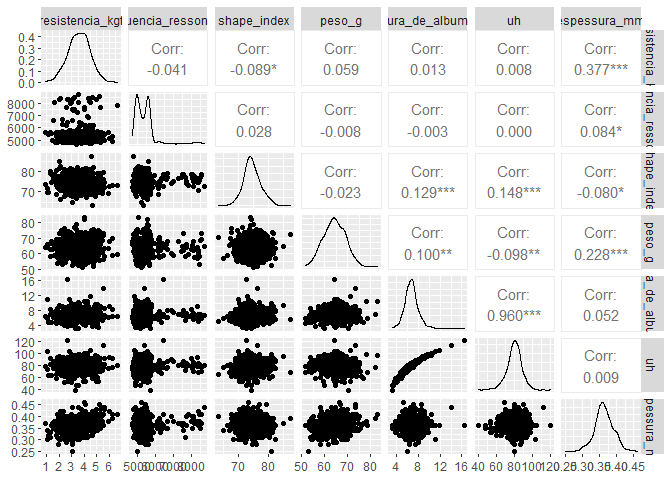 resistencia_kgf uencia_resson shape_index peso_g ura_de_album uh espessura_mm
0.4 0.3 0.2 0.1 0.0
Corr: Corr: Corr: Corr: Corr: Corr:
-0.041 -0.089* 0.059 0.013 0.008 0.377***
8000 7000 6000 5000
Corr: Corr: Corr: Corr: Corr:
0.028 -0.008 -0.003 0.000 0.084*
ncia_resso
80 70
Corr: Corr: Corr: Corr:
-0.023 0.129*** 0.148*** -0.080*
hape_inde
80 70 60 50
Corr: Corr: Corr:
0.100** -0.098** 0.228***
peso_g
16 12 8 4
Corr: Corr:
0.960*** 0.052
a_de_albu
120 100 80 60 40
Corr:
0.009
uh
0.45 0.40 0.35 0.30 0.25
pessura_n
1 2 3 4 5 6 5000 6000 7000 8000 70 80 50 60 70 80 4 8 12 16 40 60 80 100 120 0.25 0.30 0.35 0.40 0.45